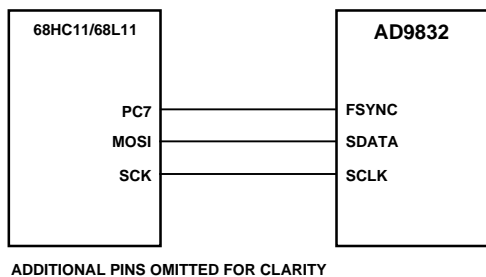 68HC11/68L11
AD9832
PC7
FSYNC
MOSI
SDATA
SCK
SCLK
ADDITIONAL PINS OMITTED FOR CLARITY